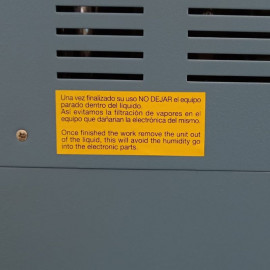 Una vez finalizado su uso NO DEJAR el equipo
parado dentro del líquido.
Así evitamos la filtración de vapores en el
equipo que dañarian la electrónica del mismo.
Once finished the work remove the unit out
of the liquid, this will avoid the humidity go
into the electronic parts.